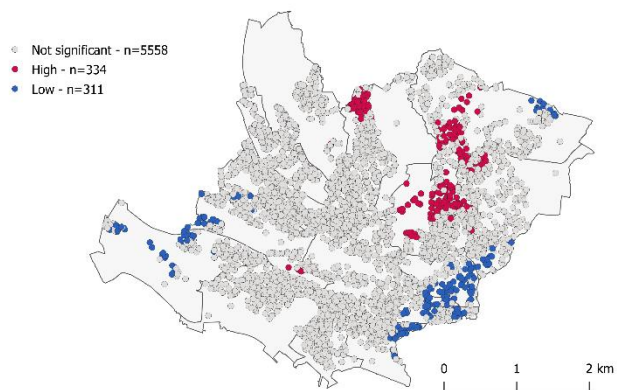 Not significant - n=5558
High - n=334
Low - n=311
0 1 2 km